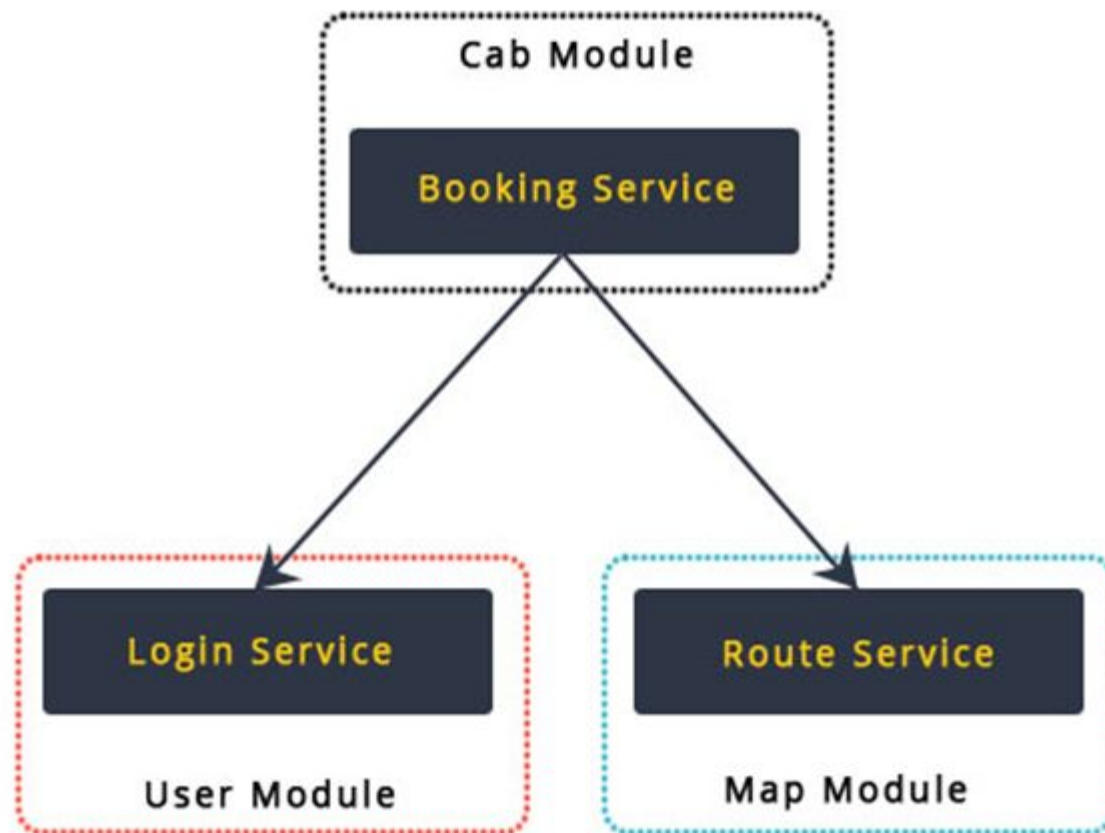 Cab Module
Booking Service
Login Service
Route Service
User Module
Map Module